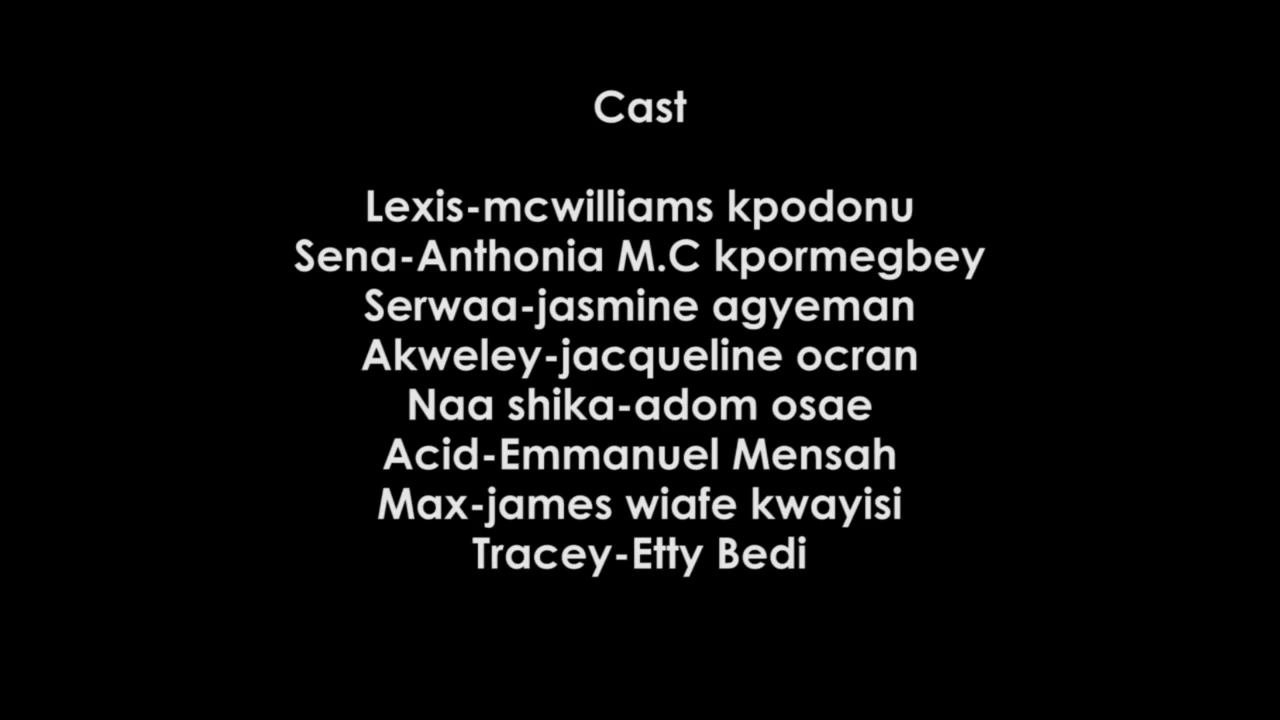 Cast
Lexis-mcwilliams kpodonu
Sena-Anthonia M.C kpormegbey
Serwaa-jasmine agyeman
Akweley-jacqueline ocran
Naa shika-adom osae
Acid-Emmanuel Mensah
Max-james wiafe kwayisi
Tracey-Etty Bedi